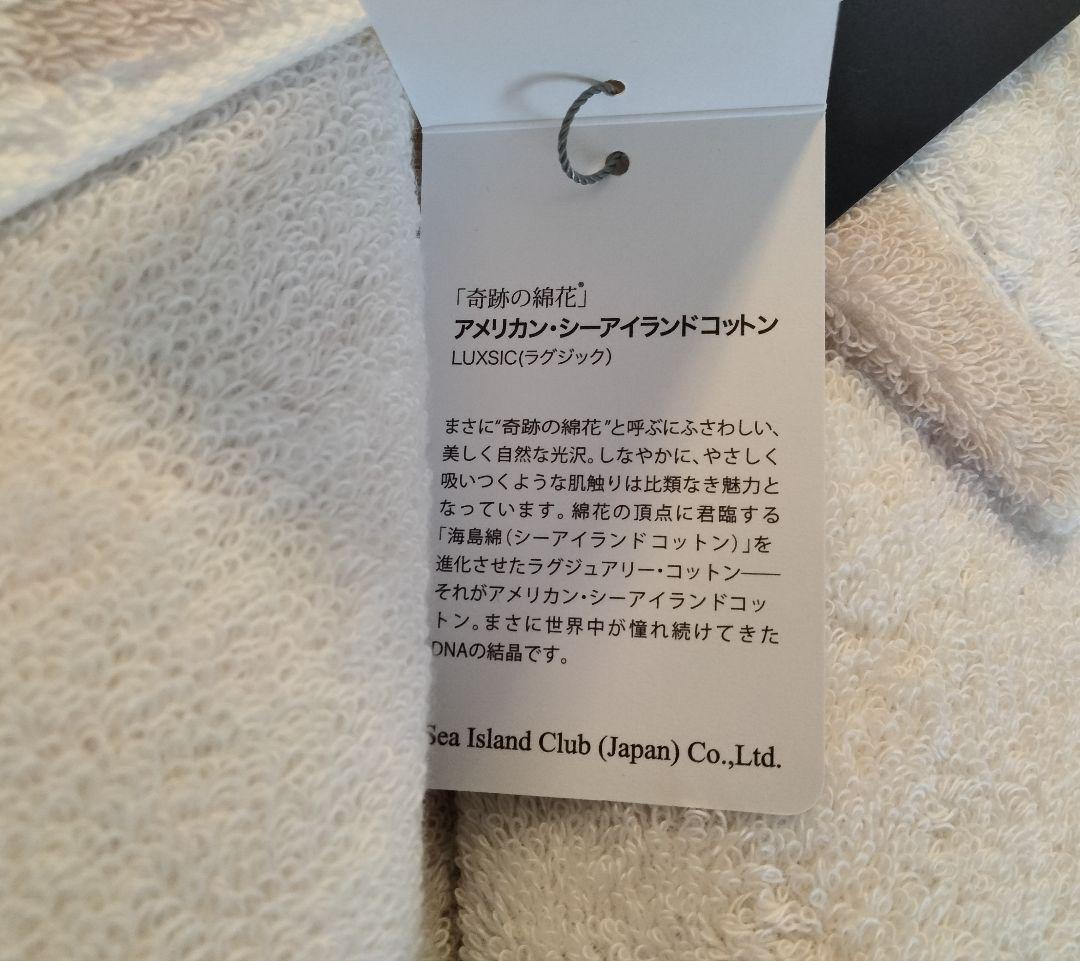 「奇跡の綿花®」
アメリカン・シーアイランドコットン
LUXSIC(ラグジック)
まさに“奇跡の綿花”と呼ぶにふさわしい、
美しく自然な光沢。しなやかに、やさしく
吸いつくような肌触りは比類なき魅力と
なっています。綿花の頂点に君臨する
「海島綿(シーアイランドコットン)」を
進化させたラグジュアリー・コットン――
それがアメリカン・シーアイランドコッ
トン。まさに世界中が憧れ続けてきた
DNAの結晶です。
Sea Island Club (Japan) Co.,Ltd.